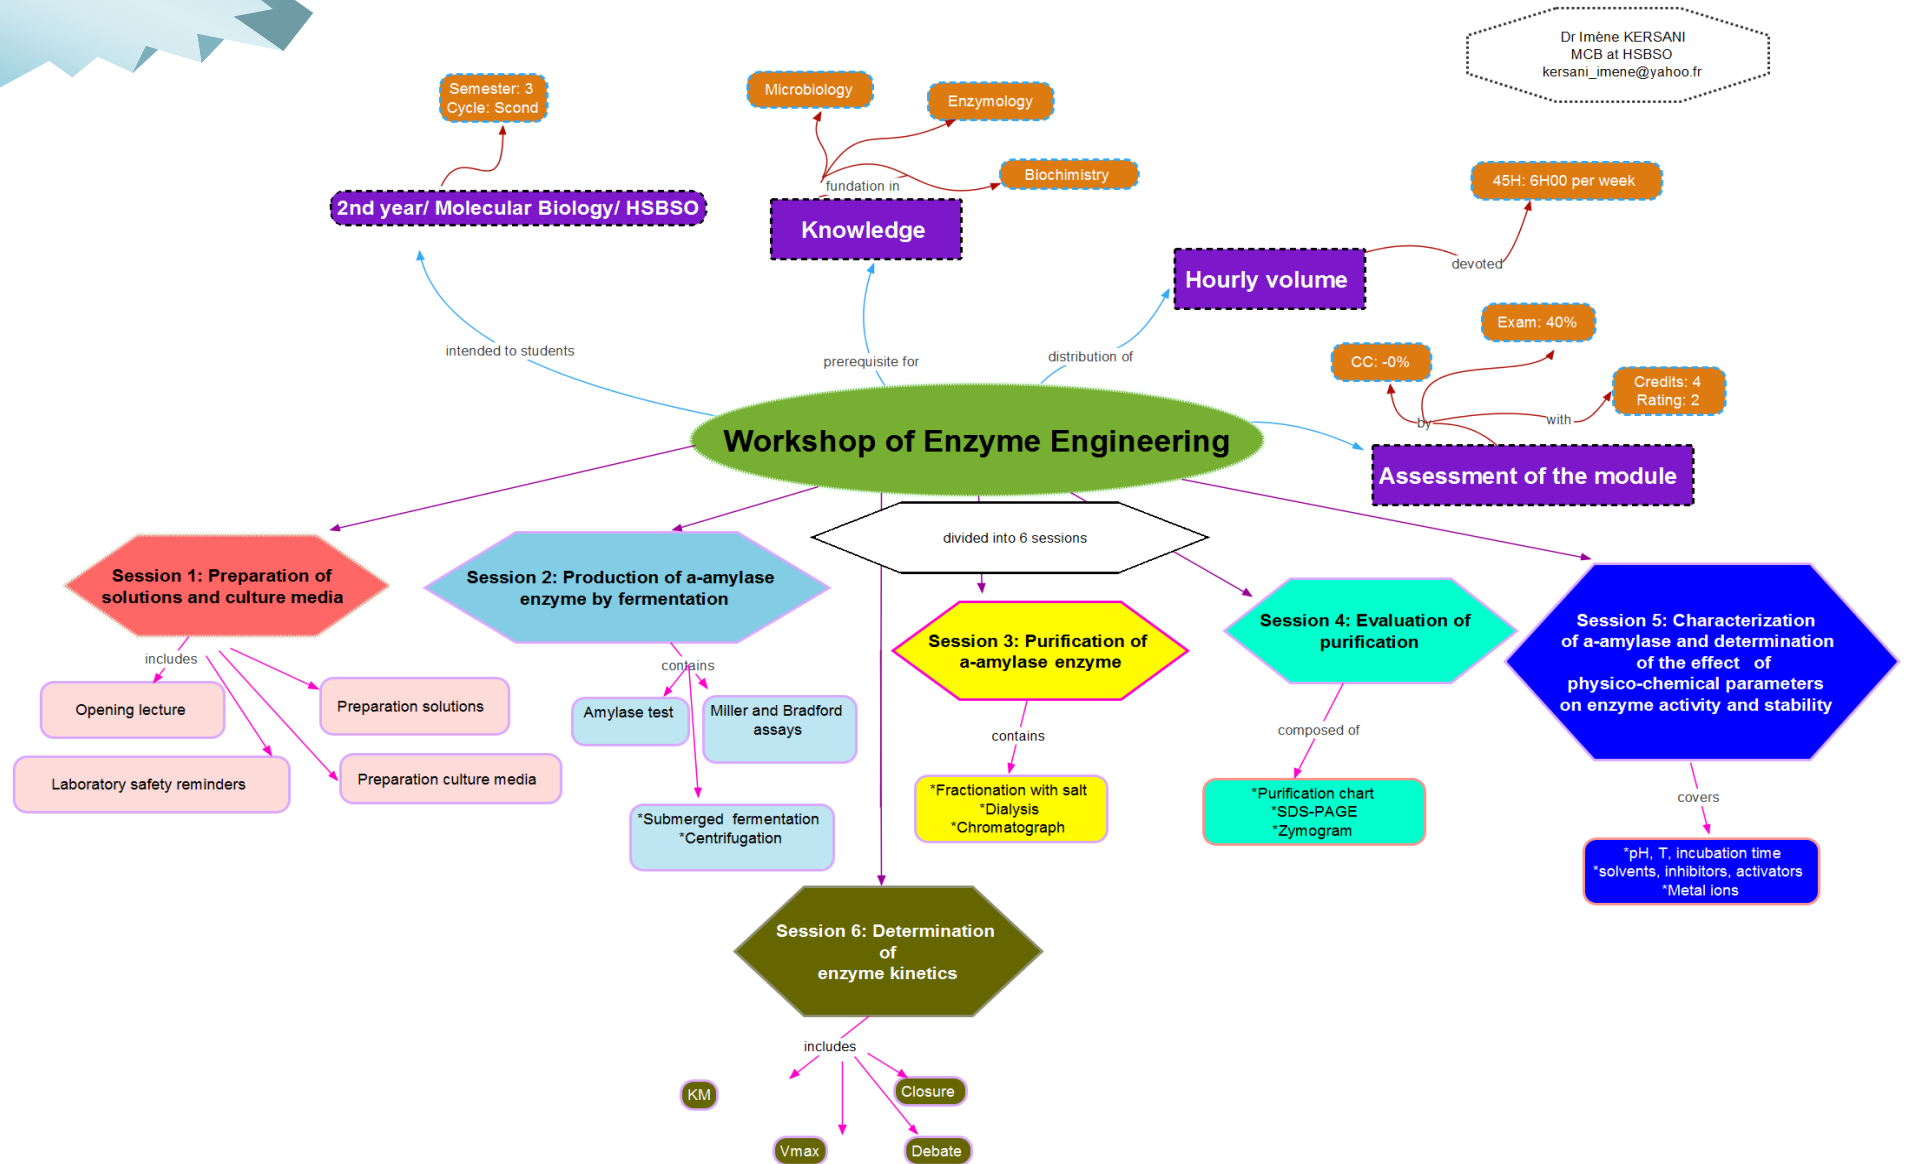 Dr Imène KERSANI
MCB at HSBSO
kersani_imene@yahoo.fr
Semester: 3
Cycle: Scond
Microbiology
Enzymology
Biochimistry
fundation in
2nd year/ Molecular Biology/ HSBSO
Knowledge
45H: 6H00 per week
devoted
Hourly volume
intended to students
prerequisite for
distribution of
Exam: 40%
CC: -0%
Credits: 4
Rating: 2
by
with
Assessment of the module
Workshop of Enzyme Engineering
divided into 6 sessions
Session 1: Preparation of
solutions and culture media
includes
Opening lecture
Preparation solutions
Laboratory safety reminders
Preparation culture media
Session 2: Production of a-amylase
enzyme by fermentation
contains
Amylase test
Miller and Bradford
assays
*Submerged fermentation
*Centrifugation
Session 3: Purification of
a-amylase enzyme
contains
*Fractionation with salt
*Dialysis
*Chromatograph
Session 4: Evaluation of
purification
composed of
*Purification chart
*SDS-PAGE
*Zymogram
Session 5: Characterization
of a-amylase and determination
of the effect of
physico-chemical parameters
on enzyme activity and stability
covers
*pH, T, incubation time
*solvents, inhibitors, activators
*Metal ions
Session 6: Determination
of
enzyme kinetics
includes
KM
Closure
Vmax
Debate